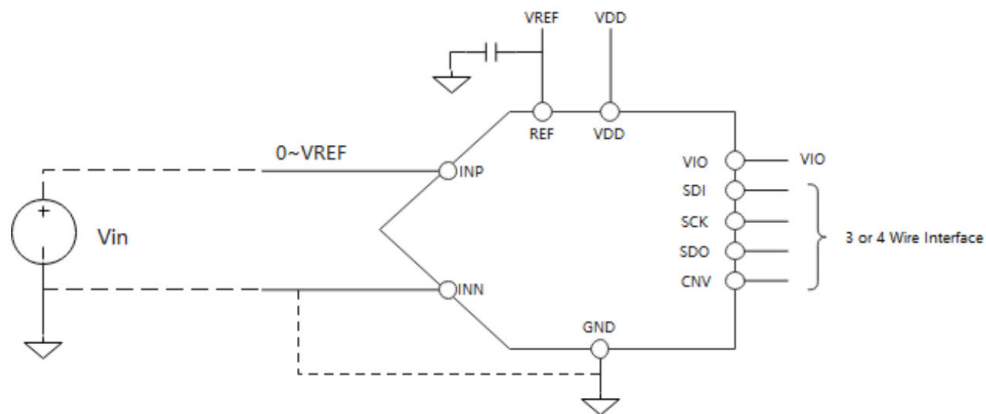 VREF
VDD
REF
VDD
0~VREF
INP
VIO
VIO
SDI
+
Vin
SCK
3 or 4 Wire Interface
SDO
INN
CNV
GND